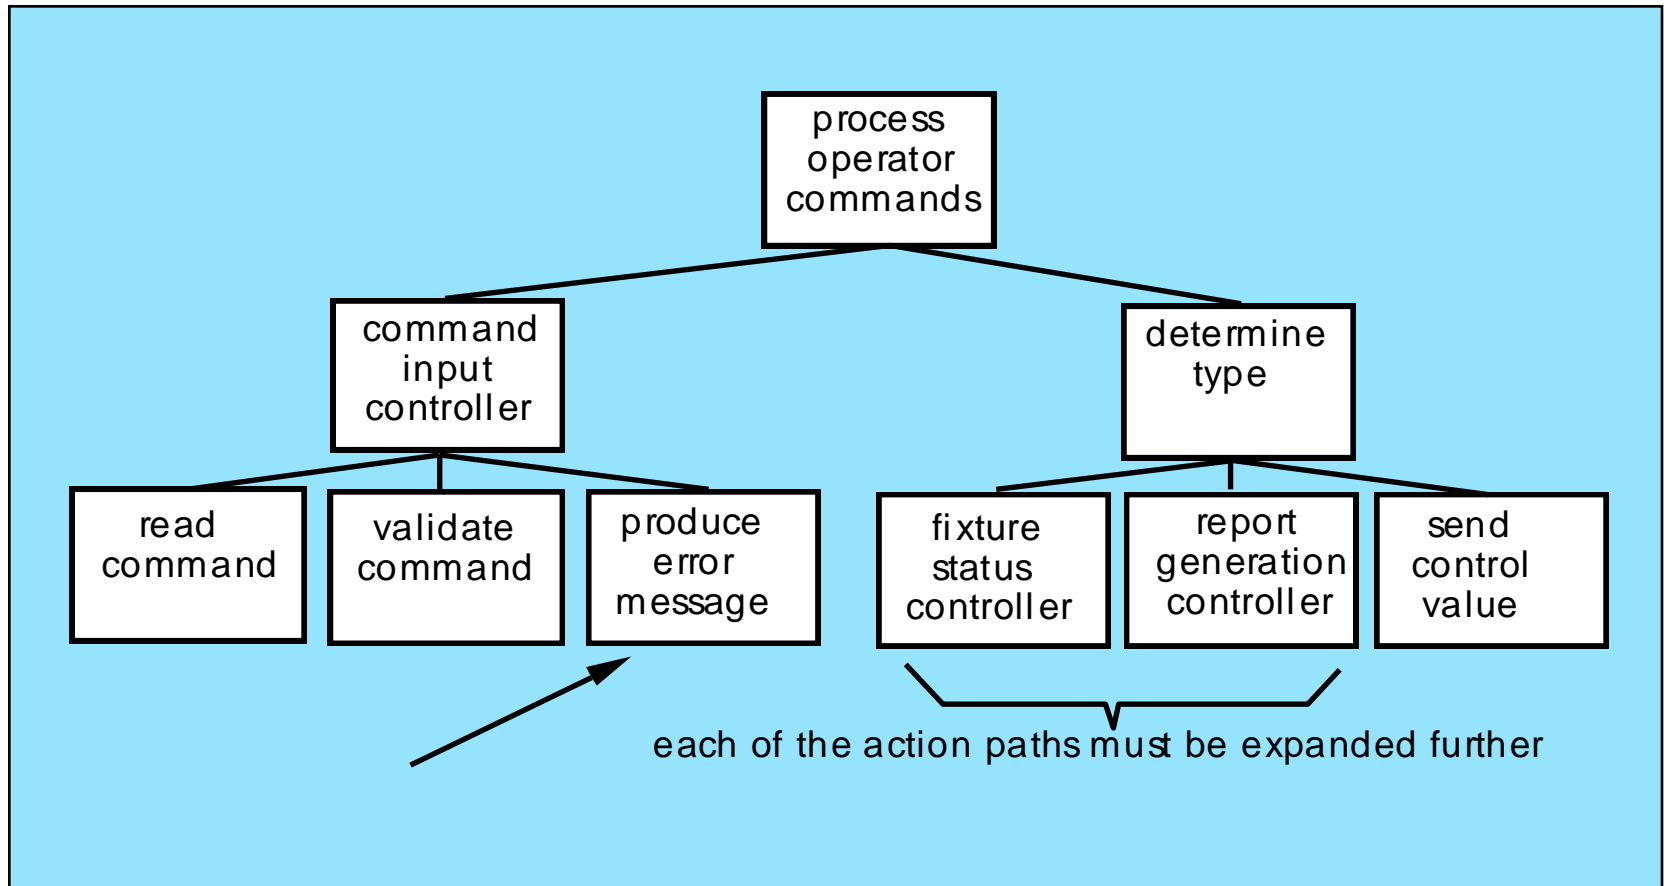 process
operator
commands
command
input
controller
determine
type
read
command
validate
command
produce
error
message
fixture
status
controller
report
generation
controller
send
control
value
each of the action paths must be expanded further